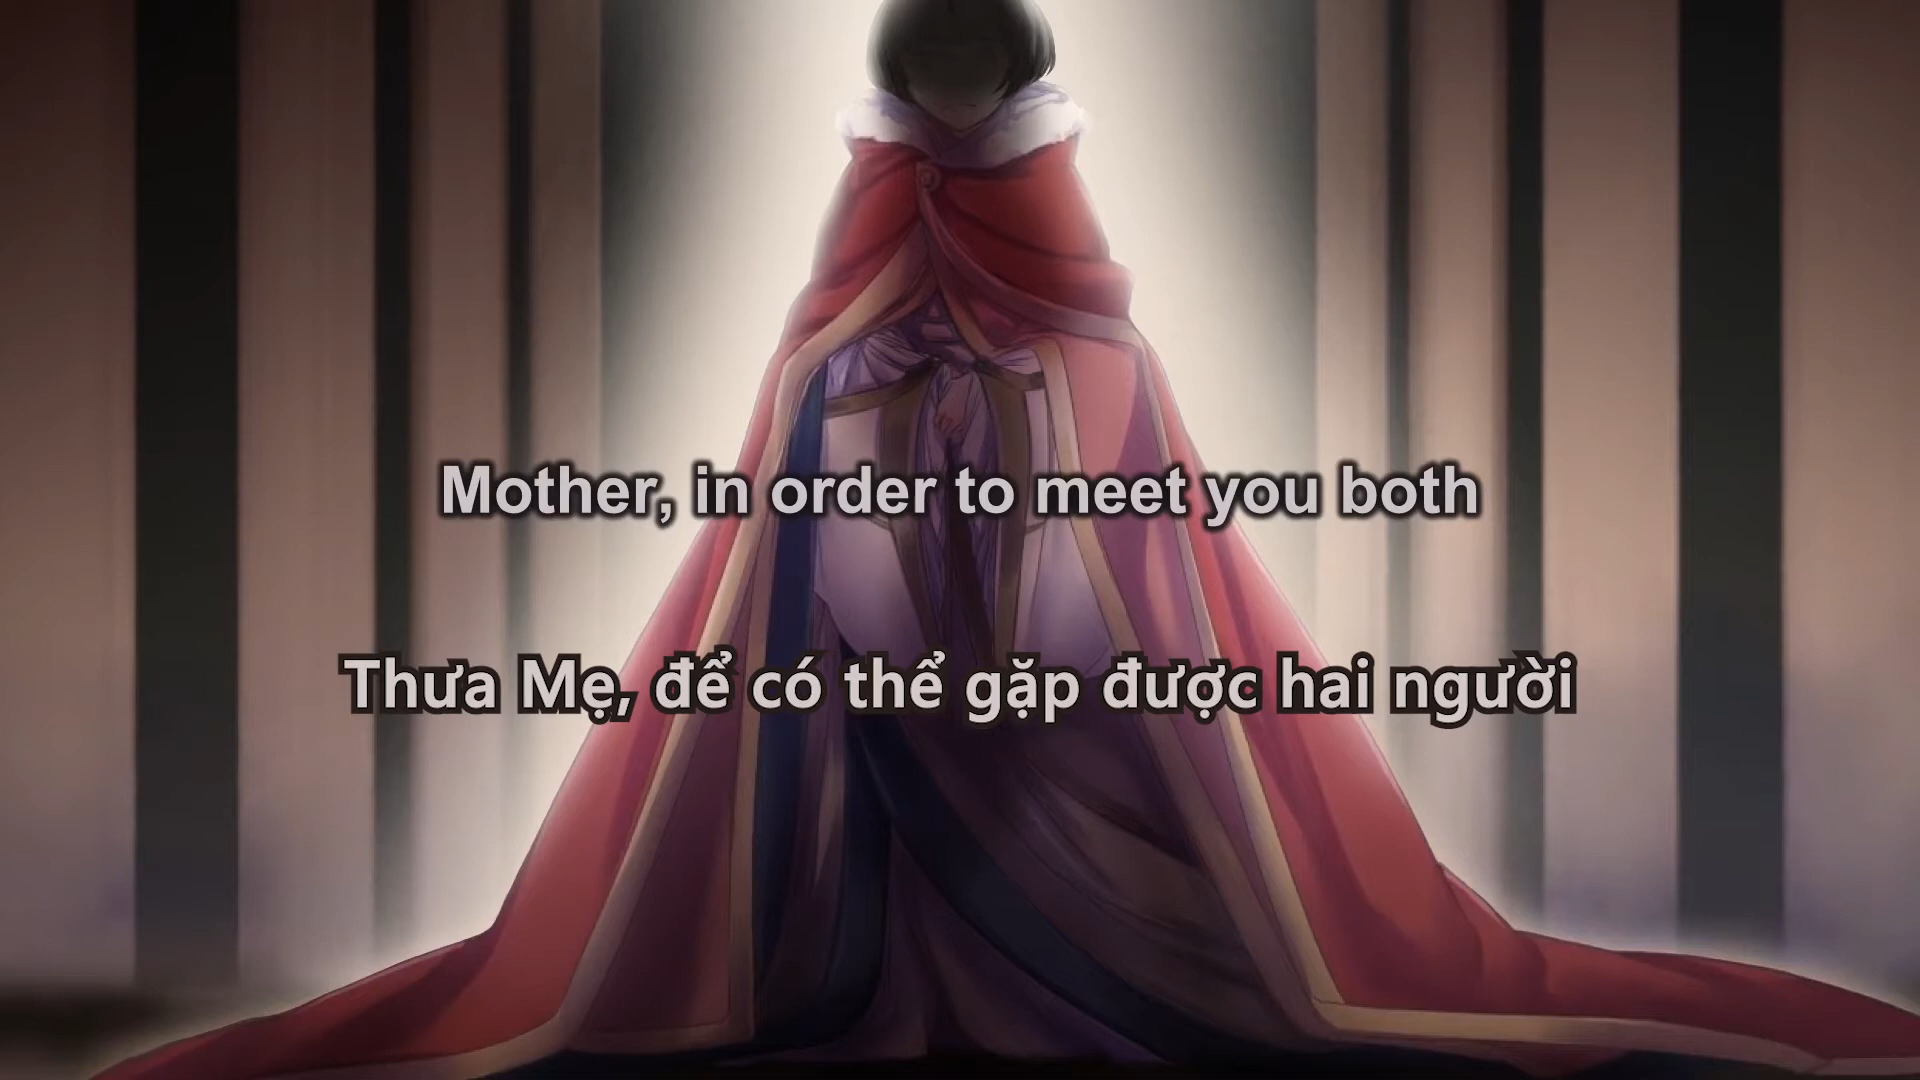 Mother, in order to meet you both
Thưa Mẹ, để có thể gặp được hai người